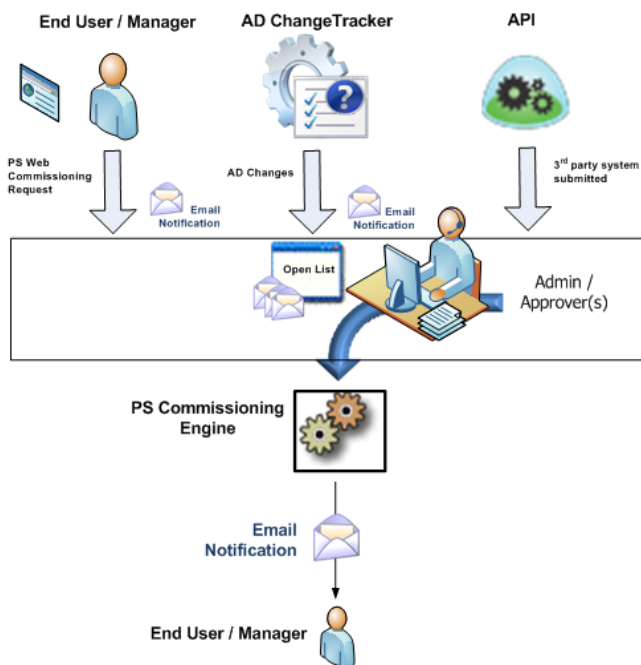 End User / Manager
AD ChangeTracker
API
PS Web
Commissioning
Request
Email
Notification
AD Changes
Email
Notification
3rd party system
submitted
Open List
Admin /
Approver(s)
PS Commissioning
Engine
Email
Notification
End User / Manager